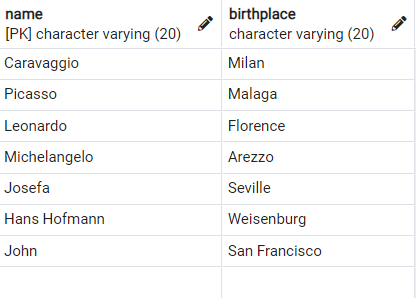 name birthplace
[PK] character varying (20) character varying (20)
Caravaggio Milan
Picasso Malaga
Leonardo Florence
Michelangelo Arezzo
Josefa Seville
Hans Hofmann Weisenburg
John San Francisco